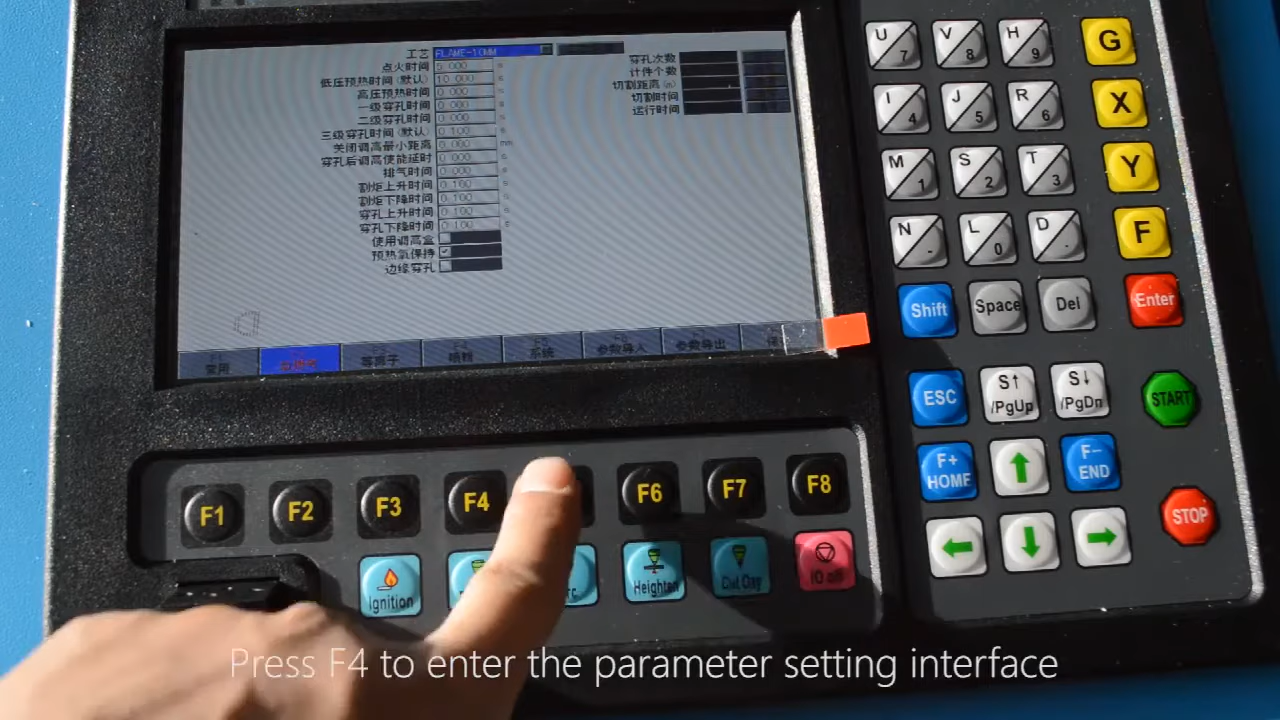 工艺 FLAME-10MM
点火时间 5.000 s
低压预热时间(默认) 10.000 s
高压预热时间 0.000 s
一级穿孔时间 0.000 s
二级穿孔时间 0.000 s
三级穿孔时间(默认) 0.100 s
关闭调高最小距离 0.000 mm
穿孔后调高使能延时 0.000 s
排气时间 0.000 s
割炬上升时间 0.100 s
割炬下降时间 0.100 s
穿孔上升时间 0.100 s
穿孔下降时间 0.100 s
使用调高盒
预热氧保持
边缘穿孔
穿孔次数
计件个数
切割距离(m)
切割时间
运行时间
F1 常用
等离子
F4 喷粉
F5 系统
参数导入
参数导出
U 7 V 8 H 9 G
I 4 J 5 R 6 X
M 1 S 2 T 3 Y
N - L 0 D . F
Shift Space Del Enter
ESC S↑ /PgUp S↓ /PgDn START
F+ HOME ↑ F- END
← ↓ → STOP
F1 F2 F3 F4 F6 F7 F8
Ignition Heighten Cut Oxy IO off
Press F4 to enter the parameter setting interface